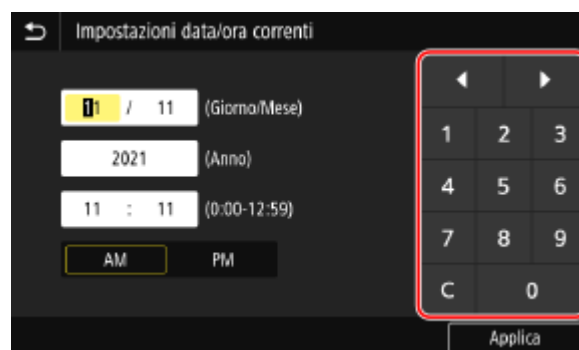 Impostazioni data/ora correnti
11 / 11 (Giorno/Mese)
2021 (Anno)
11 : 11 (0:00-12:59)
AM PM
1 2 3
4 5 6
7 8 9
C 0
Applica